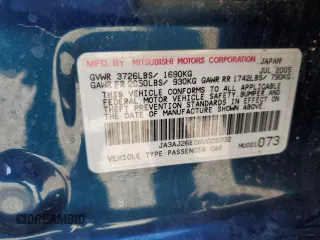 MFD BY MITSUBISHI MOTORS CORPORATION JAPAN
GVWR 3726LBS/ 1690KG JUL 2005
GAWR FR 2050LBS/ 930KG GAWR RR 1742LBS/ 790KG
THIS VEHICLE CONFORMS TO ALL APPLICABLE
FEDERAL MOTOR VEHICLE SAFETY,BUMPER AND
THEFT PREVENTION STANDARDS IN EFFECT ON
THE DATE OF MANUFACTURE SHOWN ABOVE.
VEHICLE TYPE:PASSENGER CAR MU001073
CREAMBID